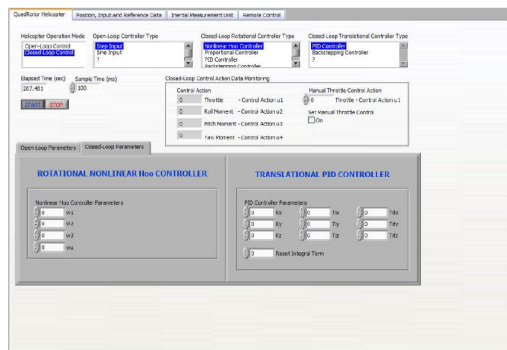 QuadRotor Helicopter
Position, Input and Reference Data
Inertial Measurement Unit
Remote Control
Helicopter Operation Mode
Open-Loop Control
Closed-Loop Control
Open-Loop Controller Type
Step Input
Sine Input
?
Closed-Loop Rotational Controller Type
Nonlinear Hoo Controller
Proportional Controller
PID Controller
Backstepping Controller
Closed-Loop Translational Controller Type
PID Controller
Backstepping Controller
?
Elapsed Time (sec)
267.481
Sample Time (ms)
100
START
STOP
Closed-Loop Control Action Data Monitoring
Control Action
0 Throttle - Control Action u1
0 Roll Moment - Control Action u2
0 Pitch Moment - Control Action u3
0 Yaw Moment - Control Action u4
Manual Throttle Control Action
0 Throttle - Control Action u1
Set Manual Throttle Control
On
Open-Loop Parameters
Closed-Loop Parameters
ROTATIONAL NONLINEAR Hoo CONTROLLER
Nonlinear Hoo Controller Parameters
0 W1
0 W2
0 W3
0 Wu
TRANSLATIONAL PID CONTROLLER
PID Controller Parameters
0 Kx 0 Tix 0 Tdx
0 Ky 0 Tiy 0 Tdy
0 Kz 0 Tiz 0 Tdz
0 Reset Integral Term